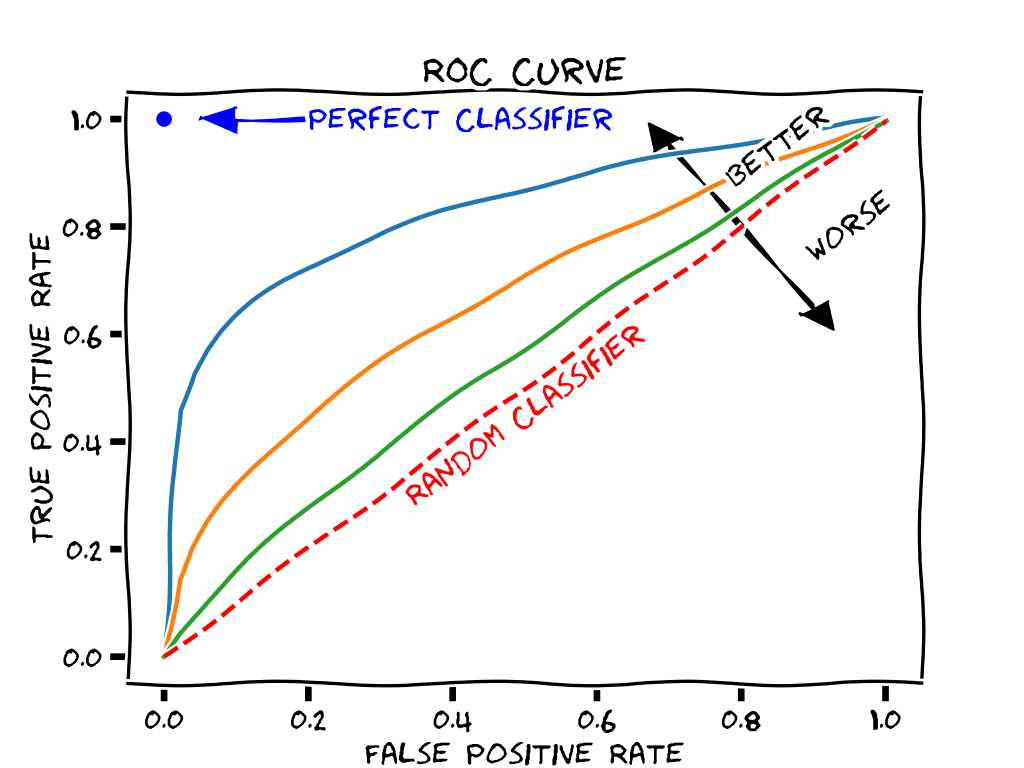 ROC CURVE
1.0
PERFECT CLASSIFIER
BETTER
WORSE
0.8
0.6
RANDOM CLASSIFIER
0.4
0.2
0.0
TRUE POSITIVE RATE
0.0 0.2 0.4 0.6 0.8 1.0
FALSE POSITIVE RATE